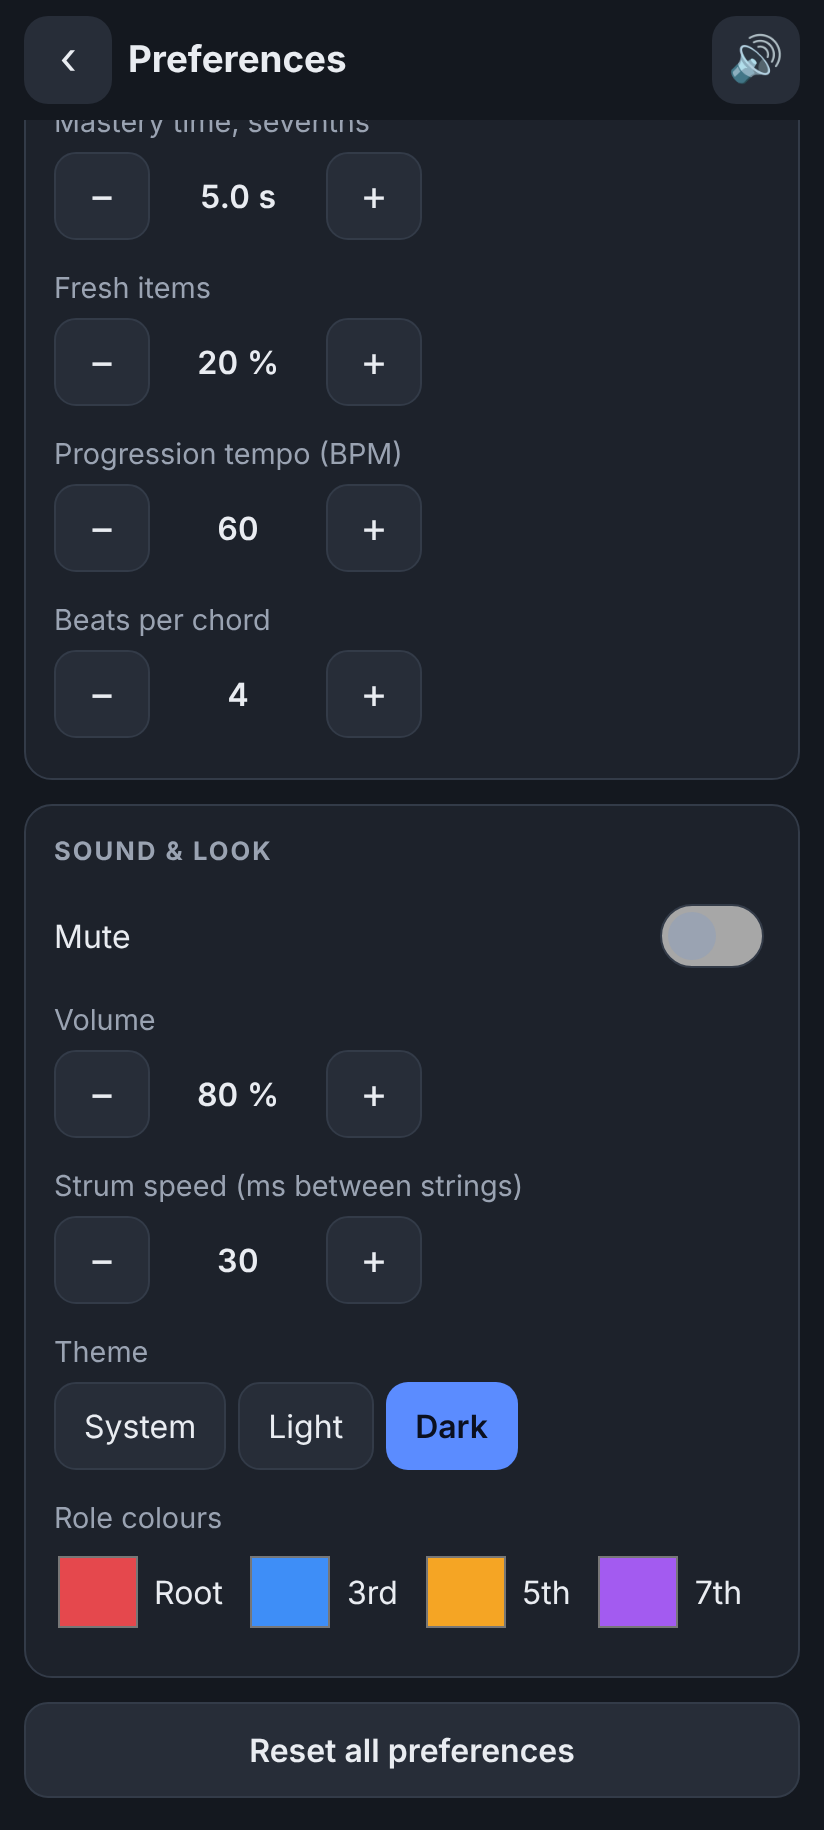 ‹ Preferences
Mastery time, sevenths
− 5.0 s +
Fresh items
− 20 % +
Progression tempo (BPM)
− 60 +
Beats per chord
− 4 +
SOUND & LOOK
Mute
Volume
− 80 % +
Strum speed (ms between strings)
− 30 +
Theme
System Light Dark
Role colours
Root 3rd 5th 7th
Reset all preferences